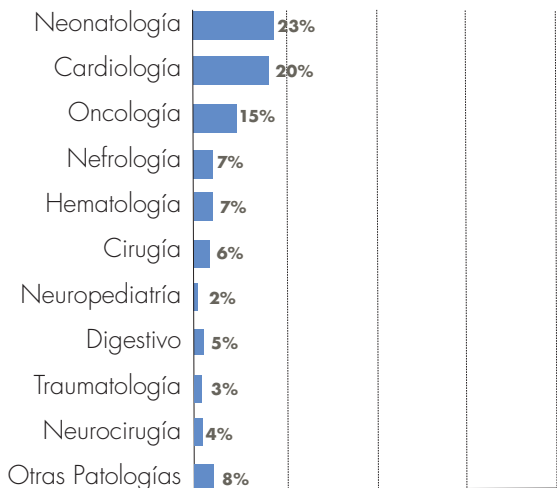 Neonatología 23%
Cardiología 20%
Oncología 15%
Nefrología 7%
Hematología 7%
Cirugía 6%
Neuropediatría 2%
Digestivo 5%
Traumatología 3%
Neurocirugía 4%
Otras Patologías 8%